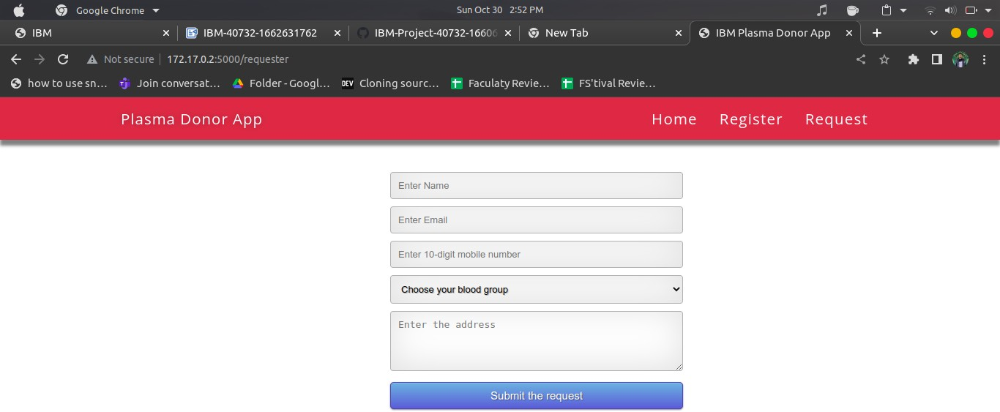 Google Chrome Sun Oct 30 2:52 PM
IBM IBM-40732-1662631762 IBM-Project-40732-16606 New Tab IBM Plasma Donor App
Not secure 172.17.0.2:5000/requester
how to use sn... Join conversat... Folder - Googl... DEV Cloning sourc... Faculaty Revie... FS'tival Revie...
Plasma Donor App Home Register Request
Enter Name
Enter Email
Enter 10-digit mobile number
Choose your blood group
Enter the address
Submit the request